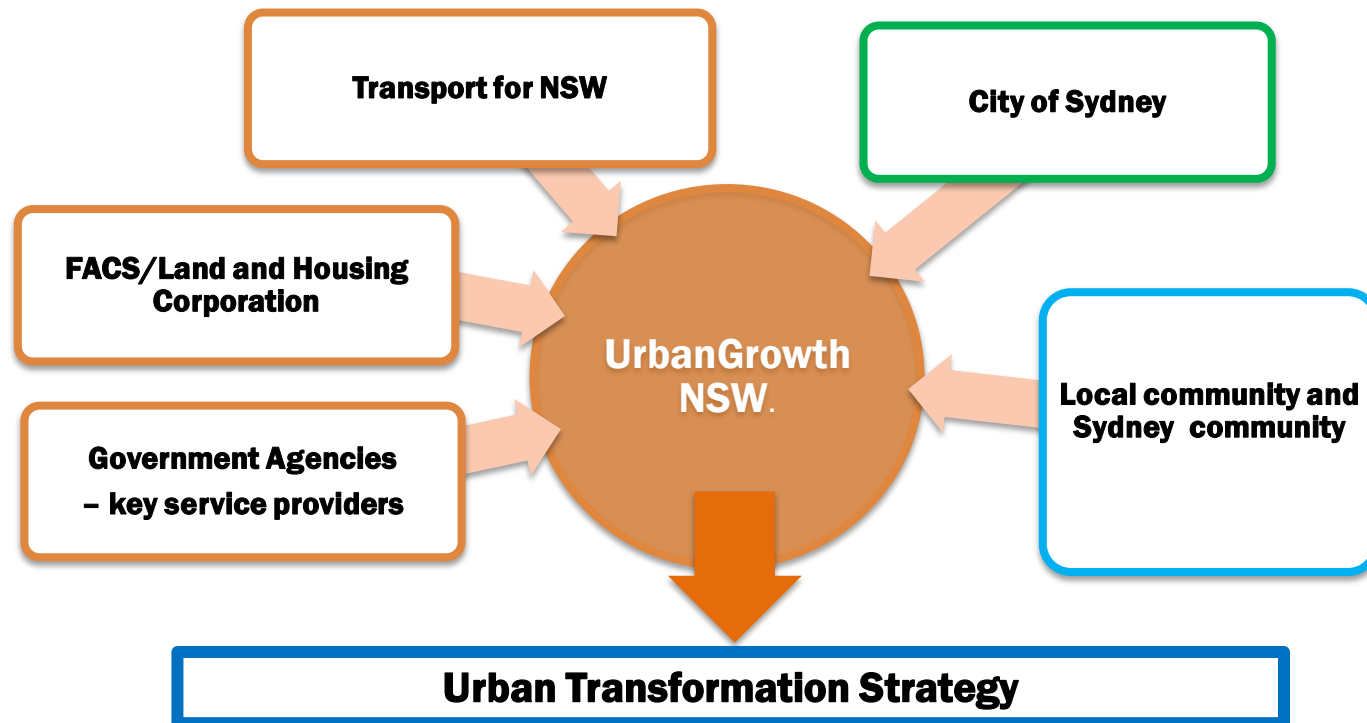 Transport for NSW
City of Sydney
FACS/Land and Housing
Corporation
UrbanGrowth
NSW.
Local community and
Sydney community
Government Agencies
– key service providers
Urban Transformation Strategy